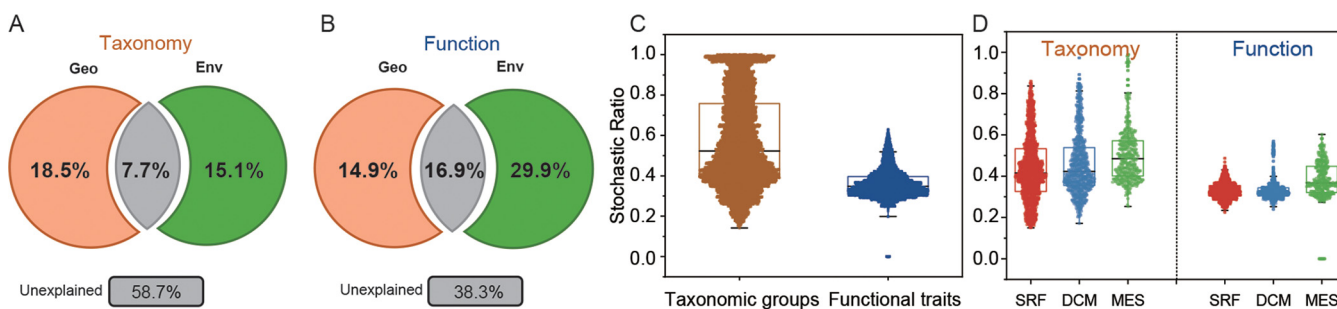 A
Taxonomy
Geo Env
18.5% 7.7% 15.1%
Unexplained 58.7%
B
Function
Geo Env
14.9% 16.9% 29.9%
Unexplained 38.3%
C
Stochastic Ratio
1.0
0.8
0.6
0.4
0.2
0.0
Taxonomic groups Functional traits
D
Taxonomy Function
1.0
0.8
0.6
0.4
0.2
0.0
SRF DCM MES SRF DCM MES